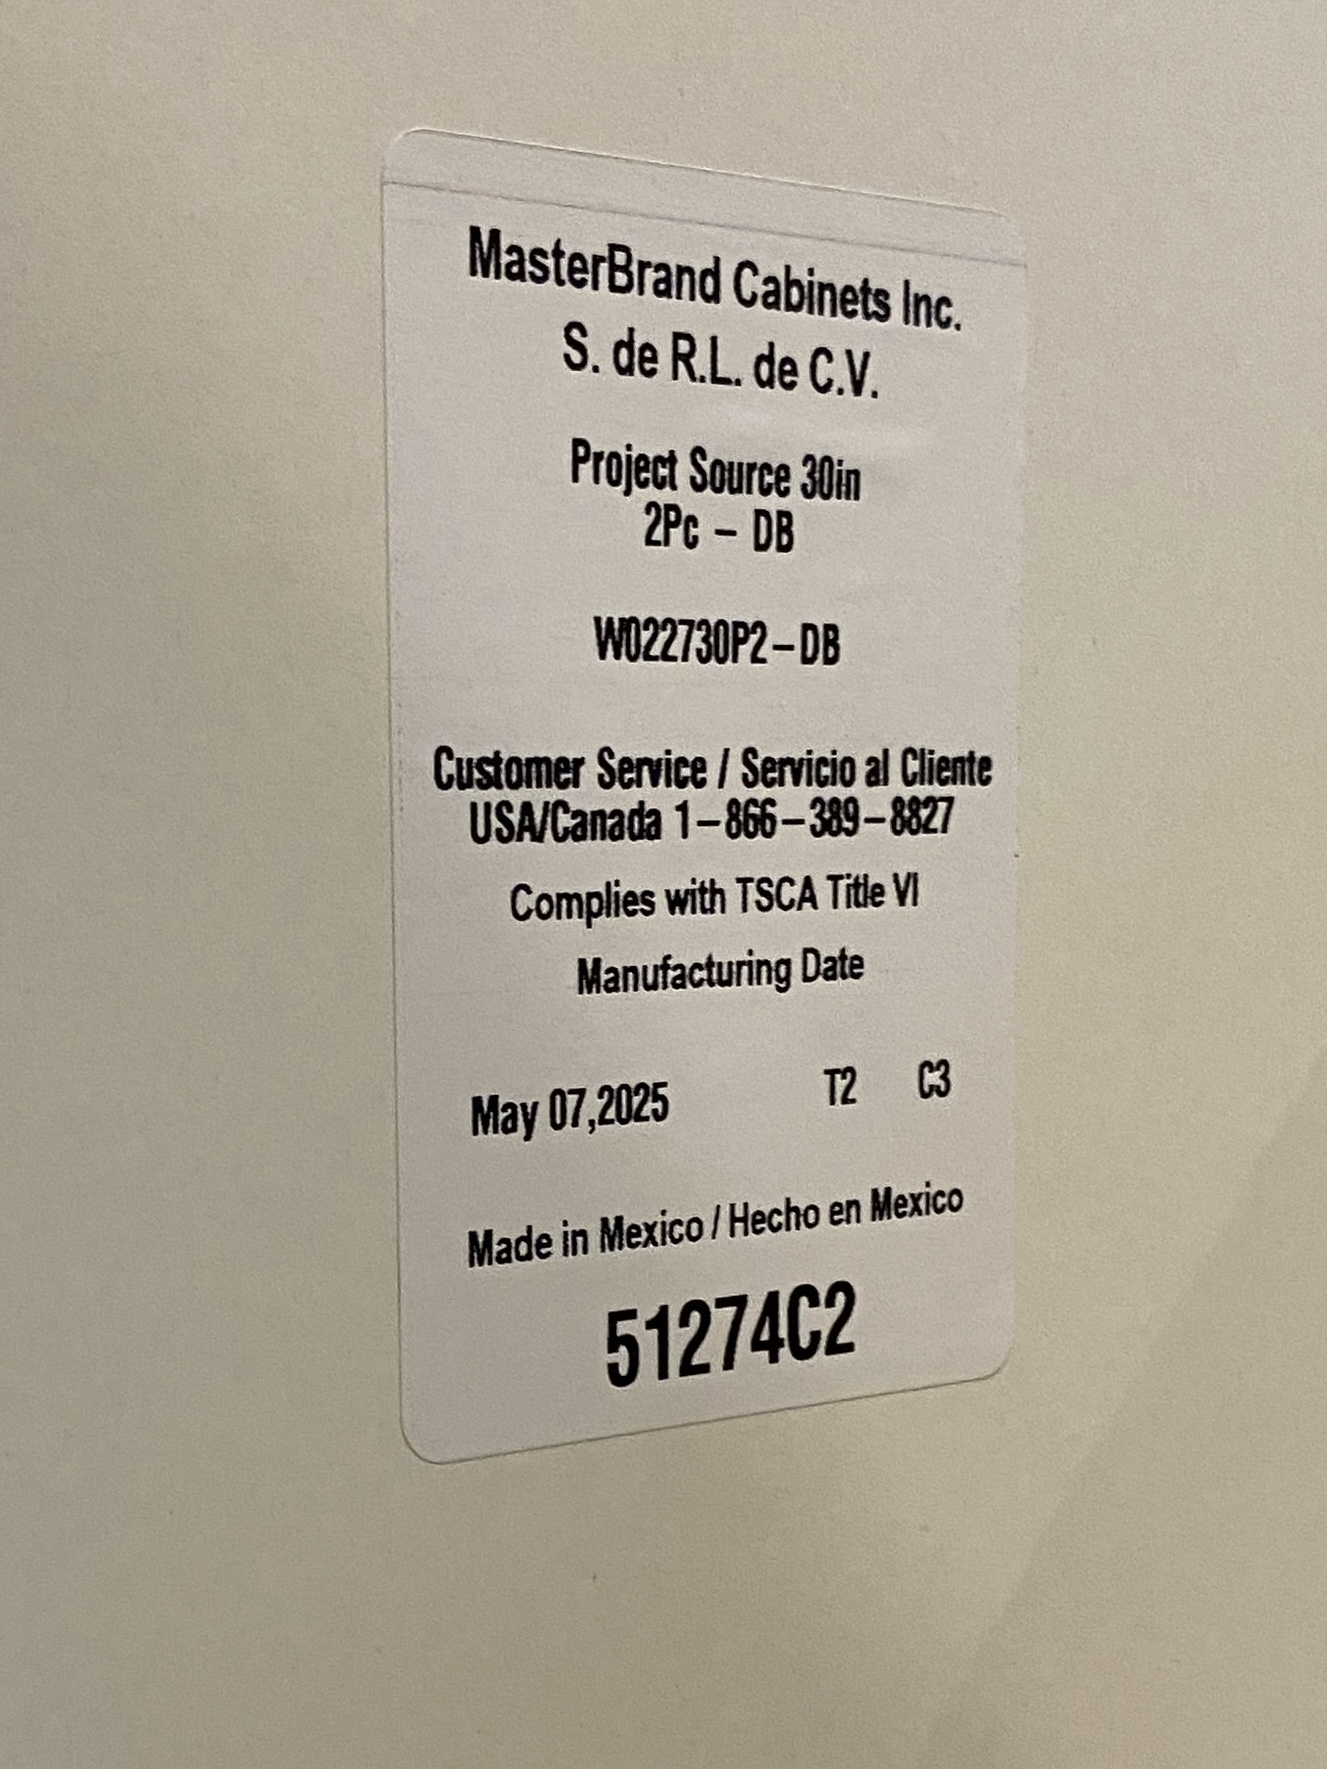 MasterBrand Cabinets Inc.
S. de R.L. de C.V.
Project Source 30in
2Pc – DB
W022730P2–DB
Customer Service / Servicio al Cliente
USA/Canada 1–866–389–8827
Complies with TSCA Title VI
Manufacturing Date
May 07,2025 T2 C3
Made in Mexico / Hecho en Mexico
51274C2